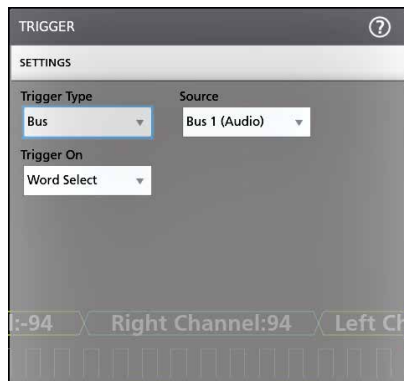 TRIGGER ?
SETTINGS
Trigger Type Source
Bus Bus 1 (Audio)
Trigger On
Word Select
l:-94 Right Channel:94 Left Ch